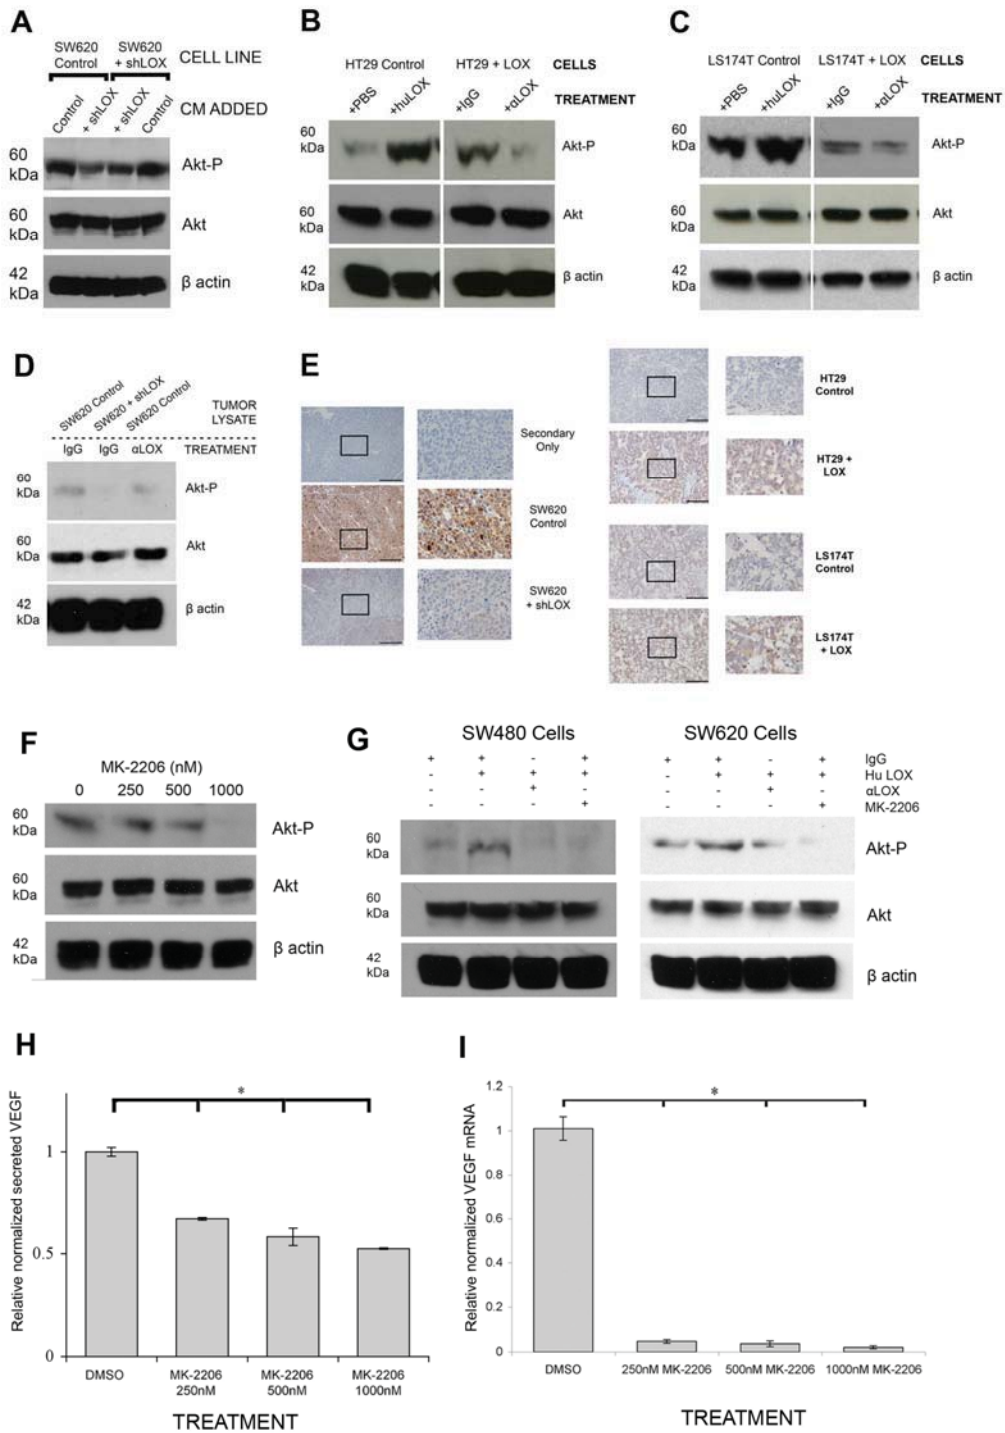 A
SW620 Control
SW620 + shLOX
CELL LINE
Control
+ shLOX
+ shLOX
Control
CM ADDED
60 kDa
Akt-P
60 kDa
Akt
42 kDa
β actin
B
HT29 Control
HT29 + LOX
CELLS
+PBS
+huLOX
+IgG
+αLOX
TREATMENT
60 kDa
Akt-P
60 kDa
Akt
42 kDa
β actin
C
LS174T Control
LS174T + LOX
CELLS
+PBS
+huLOX
+IgG
+αLOX
TREATMENT
60 kDa
Akt-P
60 kDa
Akt
42 kDa
β actin
D
SW620 Control
SW620 + shLOX
SW620 Control
TUMOR LYSATE
IgG
IgG
αLOX
TREATMENT
60 kDa
Akt-P
60 kDa
Akt
42 kDa
β actin
E
Secondary Only
SW620 Control
SW620 + shLOX
HT29 Control
HT29 + LOX
LS174T Control
LS174T + LOX
F
MK-2206 (nM)
0 250 500 1000
60 kDa
Akt-P
60 kDa
Akt
42 kDa
β actin
G
SW480 Cells
SW620 Cells
+ + - + + + - + IgG
- + + + - + + + Hu LOX
- - + - - - + - αLOX
- - - + - - - + MK-2206
60 kDa
Akt-P
60 kDa
Akt
42 kDa
β actin
H
Relative normalized secreted VEGF
*
1
0.5
0
DMSO
MK-2206 250nM
MK-2206 500nM
MK-2206 1000nM
TREATMENT
I
Relative normalized VEGF mRNA
*
1.2
1
0.8
0.6
0.4
0.2
0
DMSO
250nM MK-2206
500nM MK-2206
1000nM MK-2206
TREATMENT